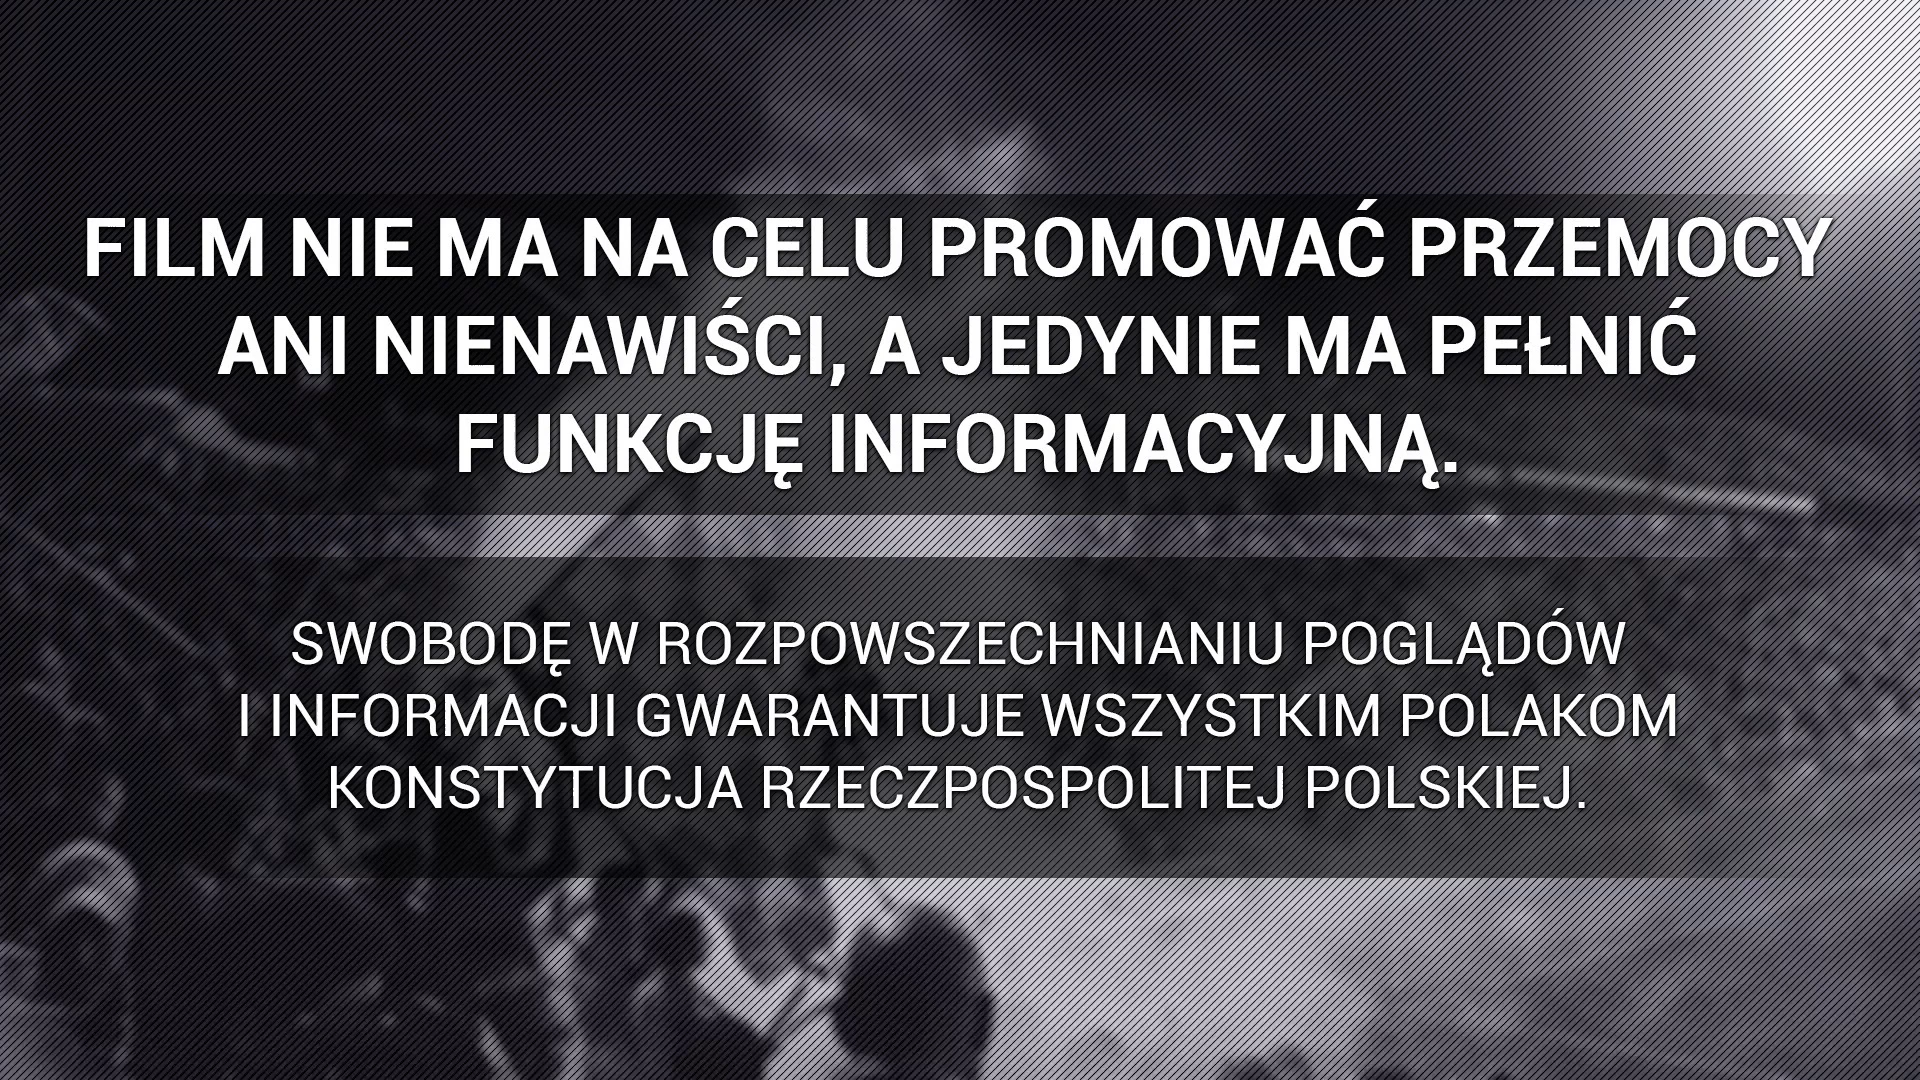 FILM NIE MA NA CELU PROMOWAĆ PRZEMOCY
ANI NIENAWIŚCI, A JEDYNIE MA PEŁNIĆ
FUNKCJĘ INFORMACYJNĄ.
SWOBODĘ W ROZPOWSZECHNIANIU POGLĄDÓW
I INFORMACJI GWARANTUJE WSZYSTKIM POLAKOM
KONSTYTUCJA RZECZPOSPOLITEJ POLSKIEJ.